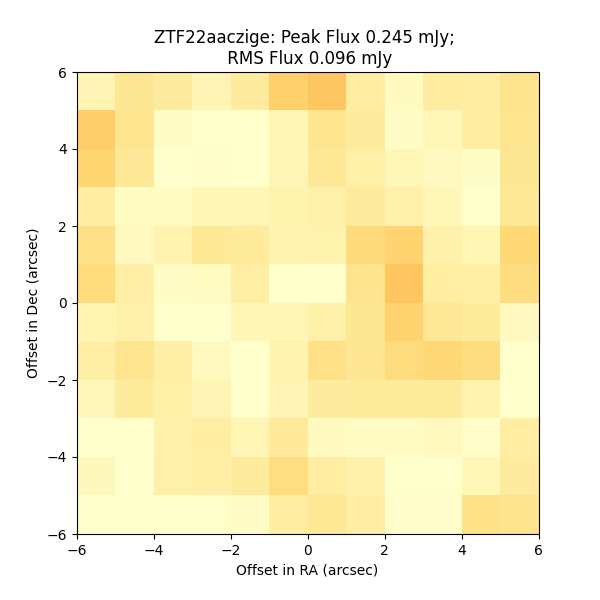 ZTF22aaczige: Peak Flux 0.245 mJy;
RMS Flux 0.096 mJy
6
4
2
0
−2
−4
−6
Offset in Dec (arcsec)
−6 −4 −2 0 2 4 6
Offset in RA (arcsec)